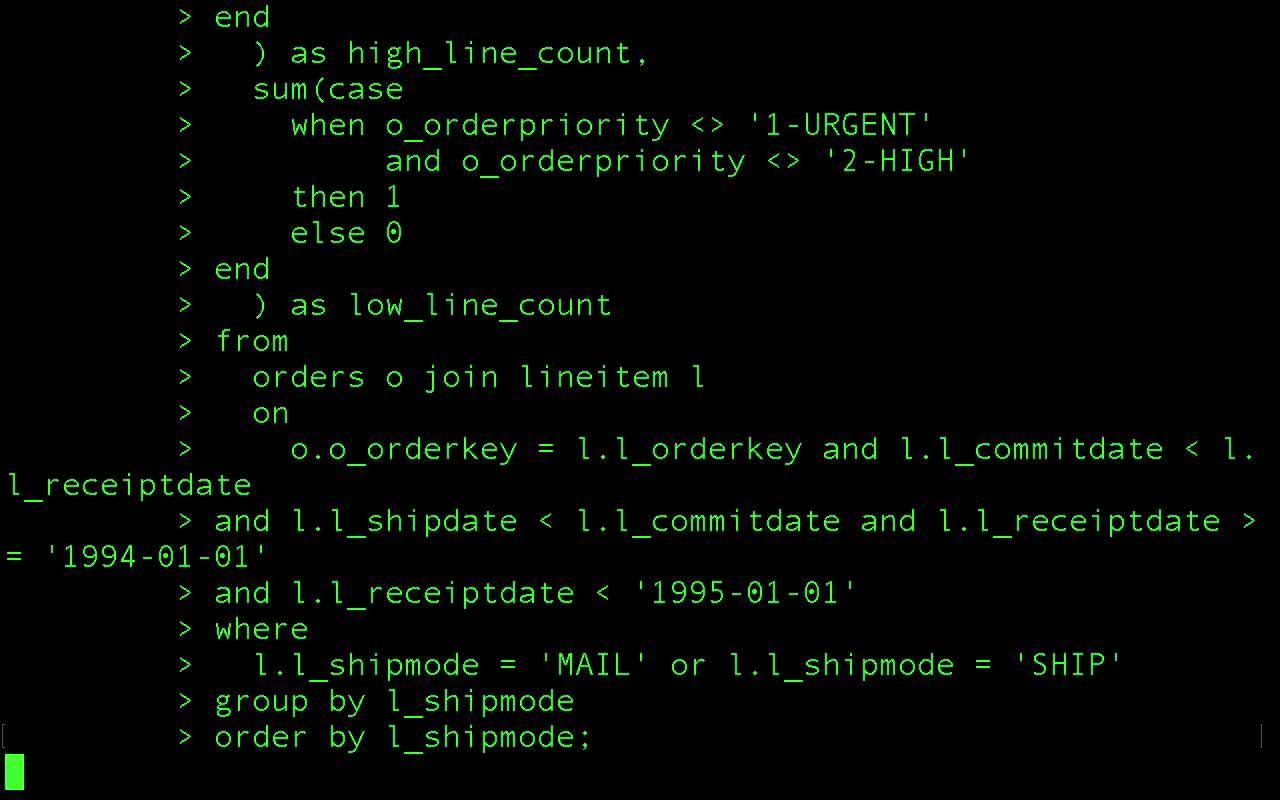 > end
>   ) as high_line_count,
>   sum(case
>     when o_orderpriority <> '1-URGENT'
>          and o_orderpriority <> '2-HIGH'
>     then 1
>     else 0
> end
>   ) as low_line_count
> from
>   orders o join lineitem l
>   on
>     o.o_orderkey = l.l_orderkey and l.l_commitdate < l.
l_receiptdate
> and l.l_shipdate < l.l_commitdate and l.l_receiptdate >
= '1994-01-01'
> and l.l_receiptdate < '1995-01-01'
> where
>   l.l_shipmode = 'MAIL' or l.l_shipmode = 'SHIP'
> group by l_shipmode
> order by l_shipmode;